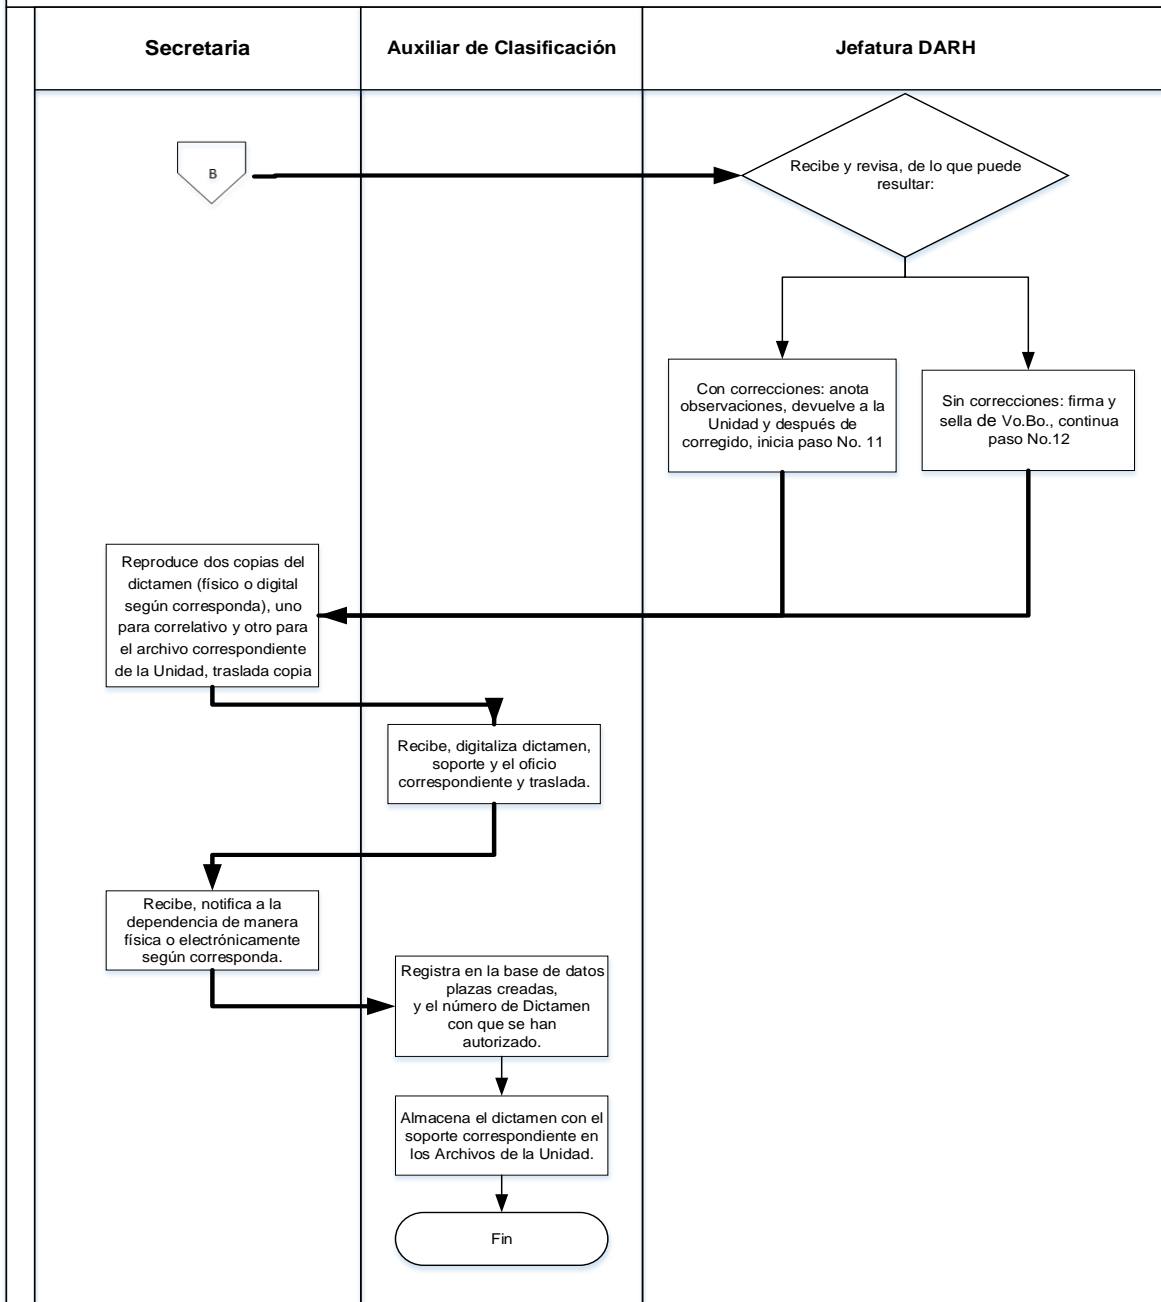 Secretaria
Auxiliar de Clasificación
Jefatura DARH
B
Recibe y revisa, de lo que puede
resultar:
Con correcciones: anota
observaciones, devuelve a la
Unidad y después de
corregido, inicia paso No. 11
Sin correcciones: firma y
sella de Vo.Bo., continua
paso No.12
Reproduce dos copias del
dictamen (físico o digital
según corresponda), uno
para correlativo y otro para
el archivo correspondiente
de la Unidad, traslada copia
Recibe, digitaliza dictamen,
soporte y el oficio
correspondiente y traslada.
Recibe, notifica a la
dependencia de manera
física o electrónicamente
según corresponda.
Registra en la base de datos
plazas creadas,
y el número de Dictamen
con que se han
autorizado.
Almacena el dictamen con el
soporte correspondiente en
los Archivos de la Unidad.
Fin